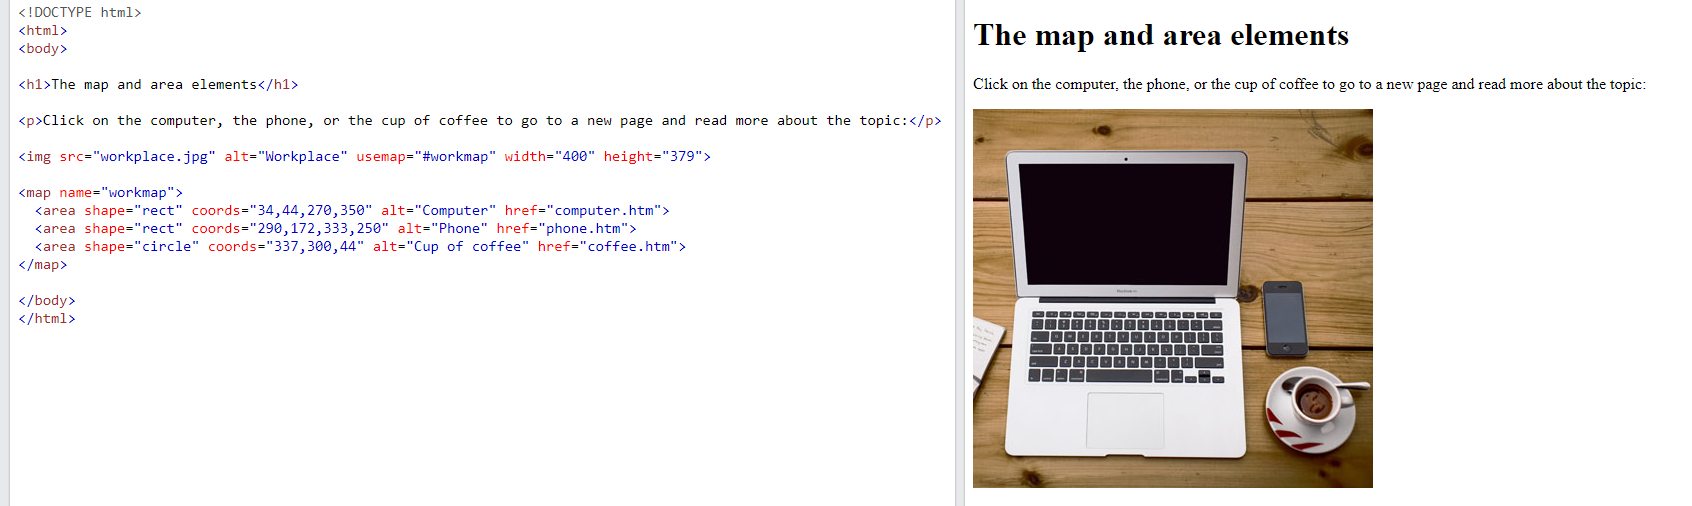 <!DOCTYPE html>
<html>
<body>
<h1>The map and area elements</h1>
<p>Click on the computer, the phone, or the cup of coffee to go to a new page and read more about the topic:</p>
<img src="workplace.jpg" alt="Workplace" usemap="#workmap" width="400" height="379">
<map name="workmap">
  <area shape="rect" coords="34,44,270,350" alt="Computer" href="computer.htm">
  <area shape="rect" coords="290,172,333,250" alt="Phone" href="phone.htm">
  <area shape="circle" coords="337,300,44" alt="Cup of coffee" href="coffee.htm">
</map>
</body>
</html>
The map and area elements
Click on the computer, the phone, or the cup of coffee to go to a new page and read more about the topic: